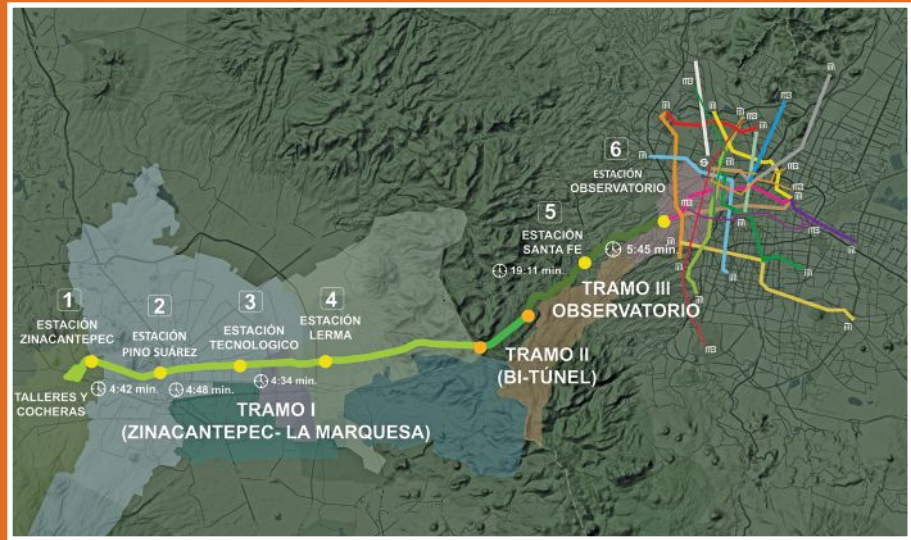 1
ESTACIÓN
ZINACANTEPEC
TALLERES Y
COCHERAS
4:42 min.
2
ESTACIÓN
PINO SUÁREZ
4:48 min.
3
ESTACIÓN
TECNOLOGICO
4:34 min.
4
ESTACIÓN
LERMA
TRAMO I
(ZINACANTEPEC- LA MARQUESA)
19:11 min.
5
ESTACIÓN
SANTA FE
TRAMO II
(BI-TÚNEL)
5:45 min.
6
ESTACIÓN
OBSERVATORIO
TRAMO III
OBSERVATORIO